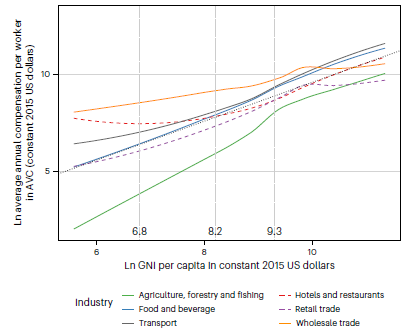 Ln average annual compensation per worker
in AVC (constant 2015 US dollars)
10
5
6.8
8.2
9.3
6
8
10
Ln GNI per capita in constant 2015 US dollars
Industry
Agriculture, forestry and fishing
Food and beverage
Transport
Hotels and restaurants
Retail trade
Wholesale trade